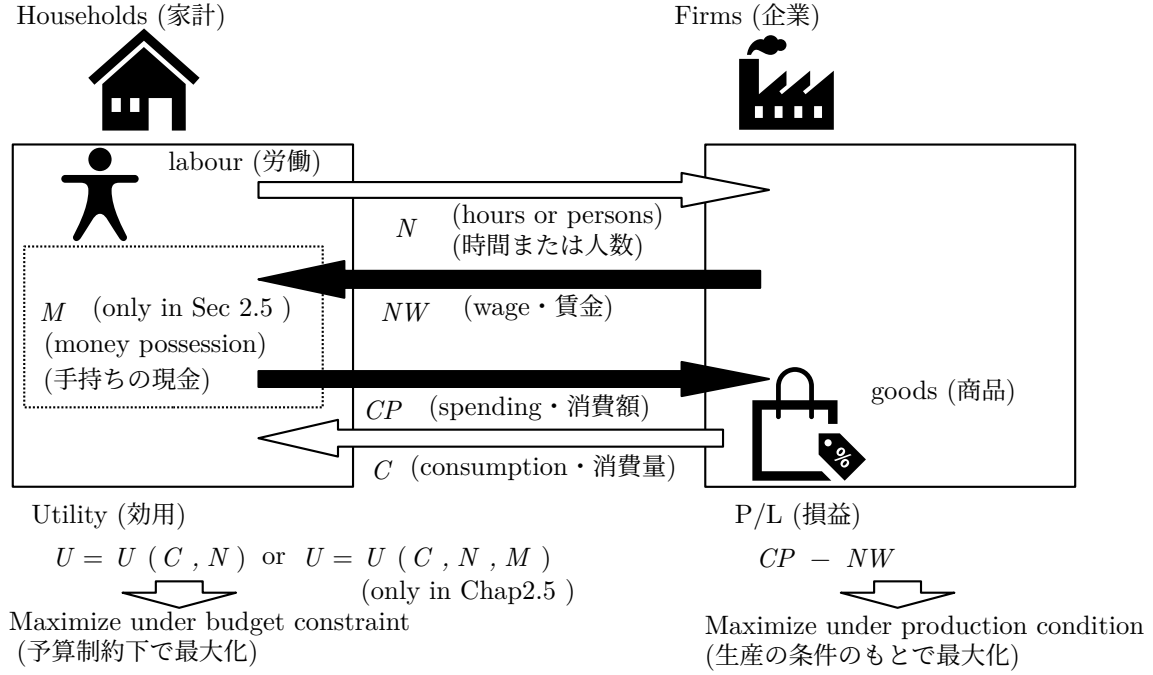 Households (家計)
Firms (企業)
labour (労働)
N (hours or persons)
(時間または人数)
M (only in Sec 2.5 )
(money possession)
(手持ちの現金)
NW (wage・賃金)
CP (spending・消費額)
goods (商品)
%
C (consumption・消費量)
Utility (効用)
P/L (損益)
U = U ( C , N ) or U = U ( C , N , M )
(only in Chap2.5 )
CP − NW
Maximize under budget constraint
(予算制約下で最大化)
Maximize under production condition
(生産の条件のもとで最大化)